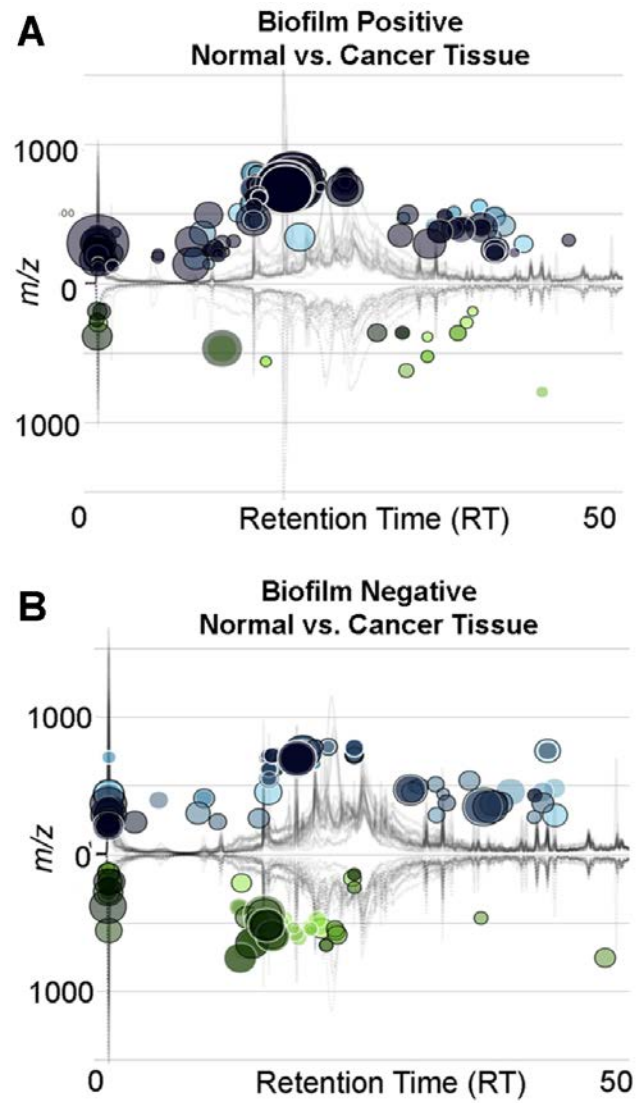 A
Biofilm Positive
Normal vs. Cancer Tissue
1000
m/z
0
1000
0
Retention Time (RT)
50
B
Biofilm Negative
Normal vs. Cancer Tissue
1000
m/z
0
1000
0
Retention Time (RT)
50